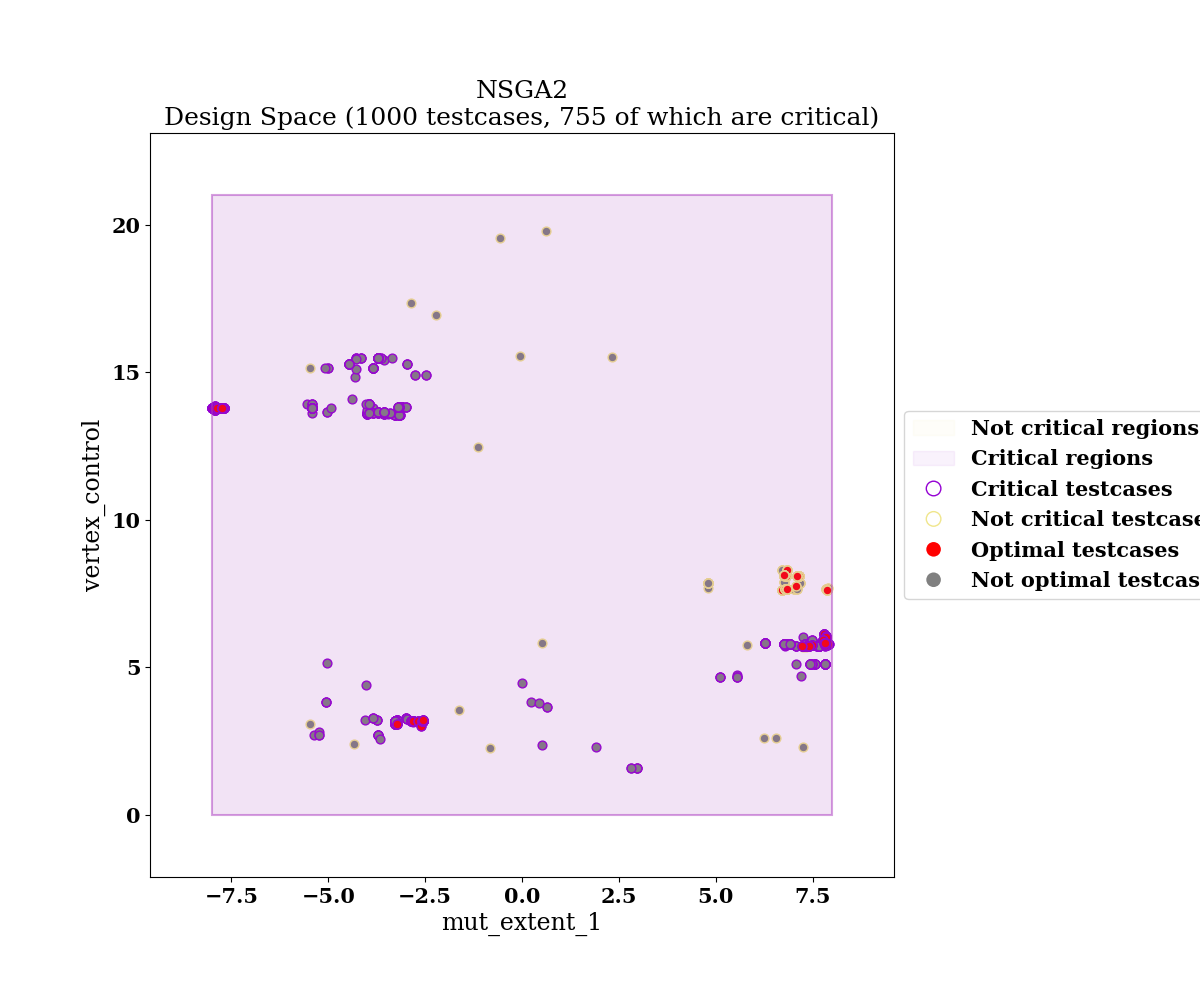 NSGA2
Design Space (1000 testcases, 755 of which are critical)
vertex_control
20
15
10
5
0
−7.5 −5.0 −2.5 0.0 2.5 5.0 7.5
mut_extent_1
Not critical regions
Critical regions
Critical testcases
Not critical testcase
Optimal testcases
Not optimal testcas